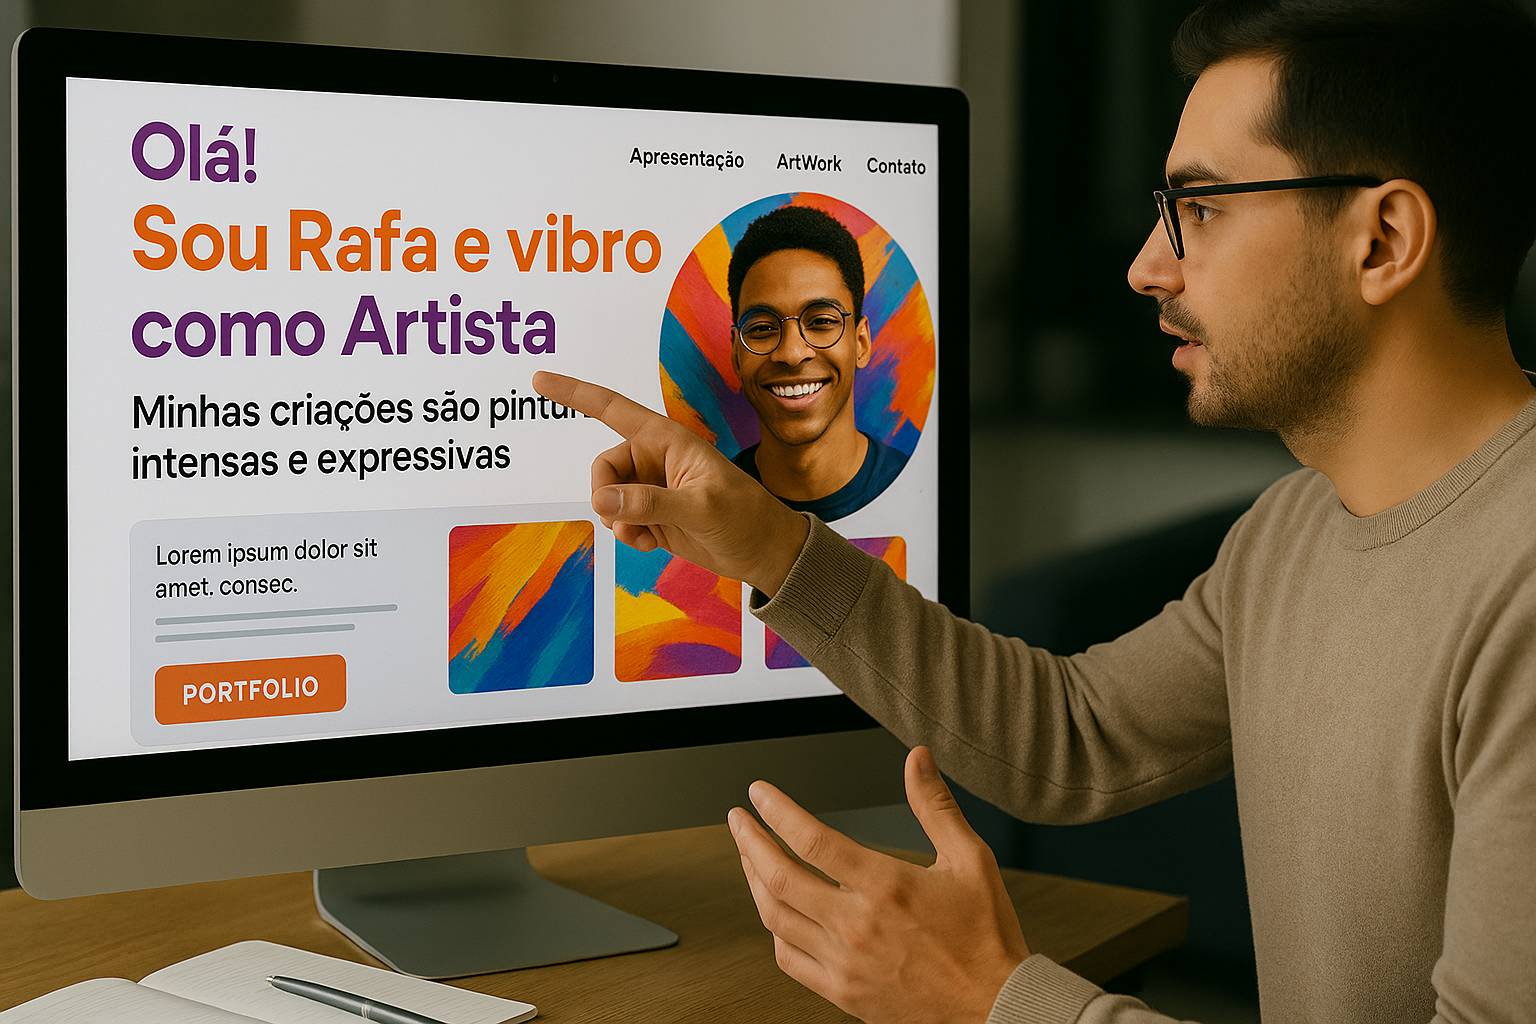 Olá!
Sou Rafa e vibro
como Artista
Apresentação
ArtWork
Contato
Minhas criações são
intensas e expressivas
Lorem ipsum dolor sit
amet. consec.
PORTFOLIO